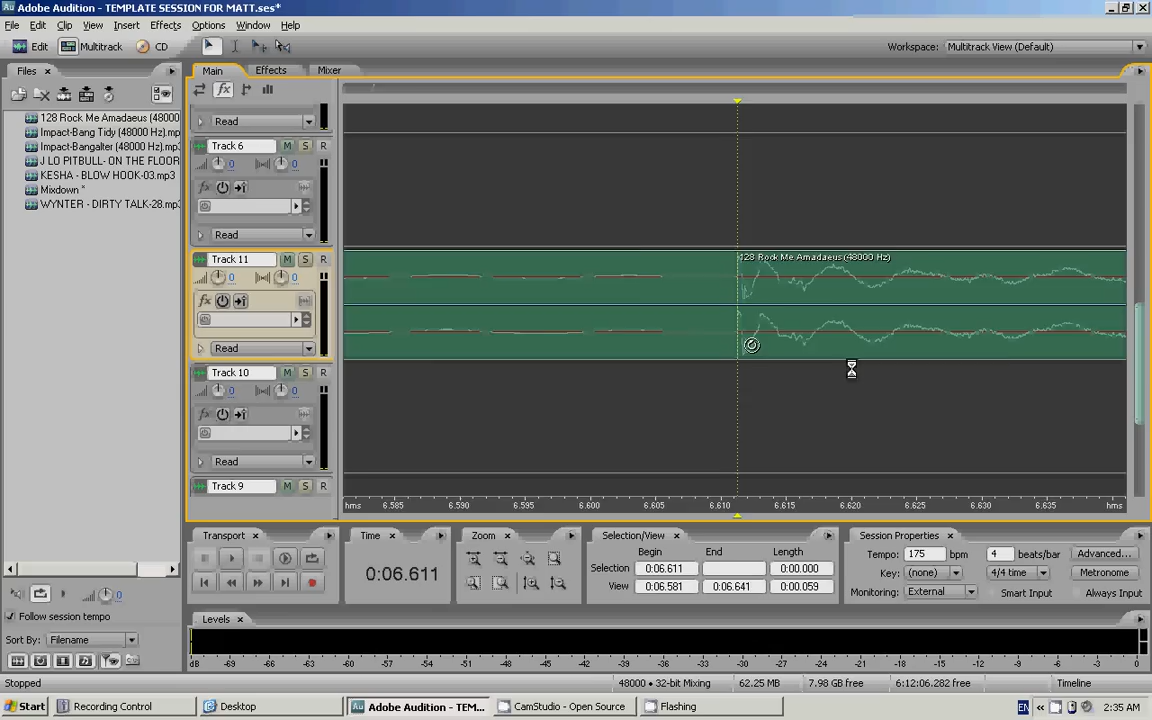 Adobe Audition - TEMPLATE SESSION FOR MATT.ses*
File Edit Clip View Insert Effects Options Window Help
Edit Multitrack CD
Workspace: Multitrack View (Default)
Files
Main Effects Mixer
128 Rock Me Amadaeus (48000
Impact-Bang Tidy (48000 Hz).mp
Impact-Bangalter (48000 Hz).mp
J LO PITBULL- ON THE FLOOR
KESHA - BLOW HOOK-03.mp3
Mixdown *
WYNTER - DIRTY TALK-28.mp3
Read
Track 6 M S R
0 0
fx
Read
Track 11 M S R
0 0
fx
Read
Track 10 M S R
0 0
fx
Read
Track 9 M S R
128 Rock Me Amadaeus (48000 Hz)
hms 6.585 6.590 6.595 6.600 6.605 6.610 6.615 6.620 6.625 6.630 6.635 hms
0
Follow session tempo
Sort By: Filename
Transport
Time
0:06.611
Zoom
Selection/View
Begin End Length
Selection 0:06.611 0:00.000
View 0:06.581 0:06.641 0:00.059
Session Properties
Tempo: 175 bpm 4 beats/bar Advanced...
Key: (none) 4/4 time Metronome
Monitoring: External Smart Input Always Input
Levels
dB -69 -66 -63 -60 -57 -54 -51 -48 -45 -42 -39 -36 -33 -30 -27 -24 -21 -18 -15 -12 -9 -6 -3 0
Stopped
48000 • 32-bit Mixing 62.25 MB 7.98 GB free 6:12:06.282 free Timeline
Start Recording Control Desktop Adobe Audition - TEM... CamStudio - Open Source Flashing EN 2:35 AM